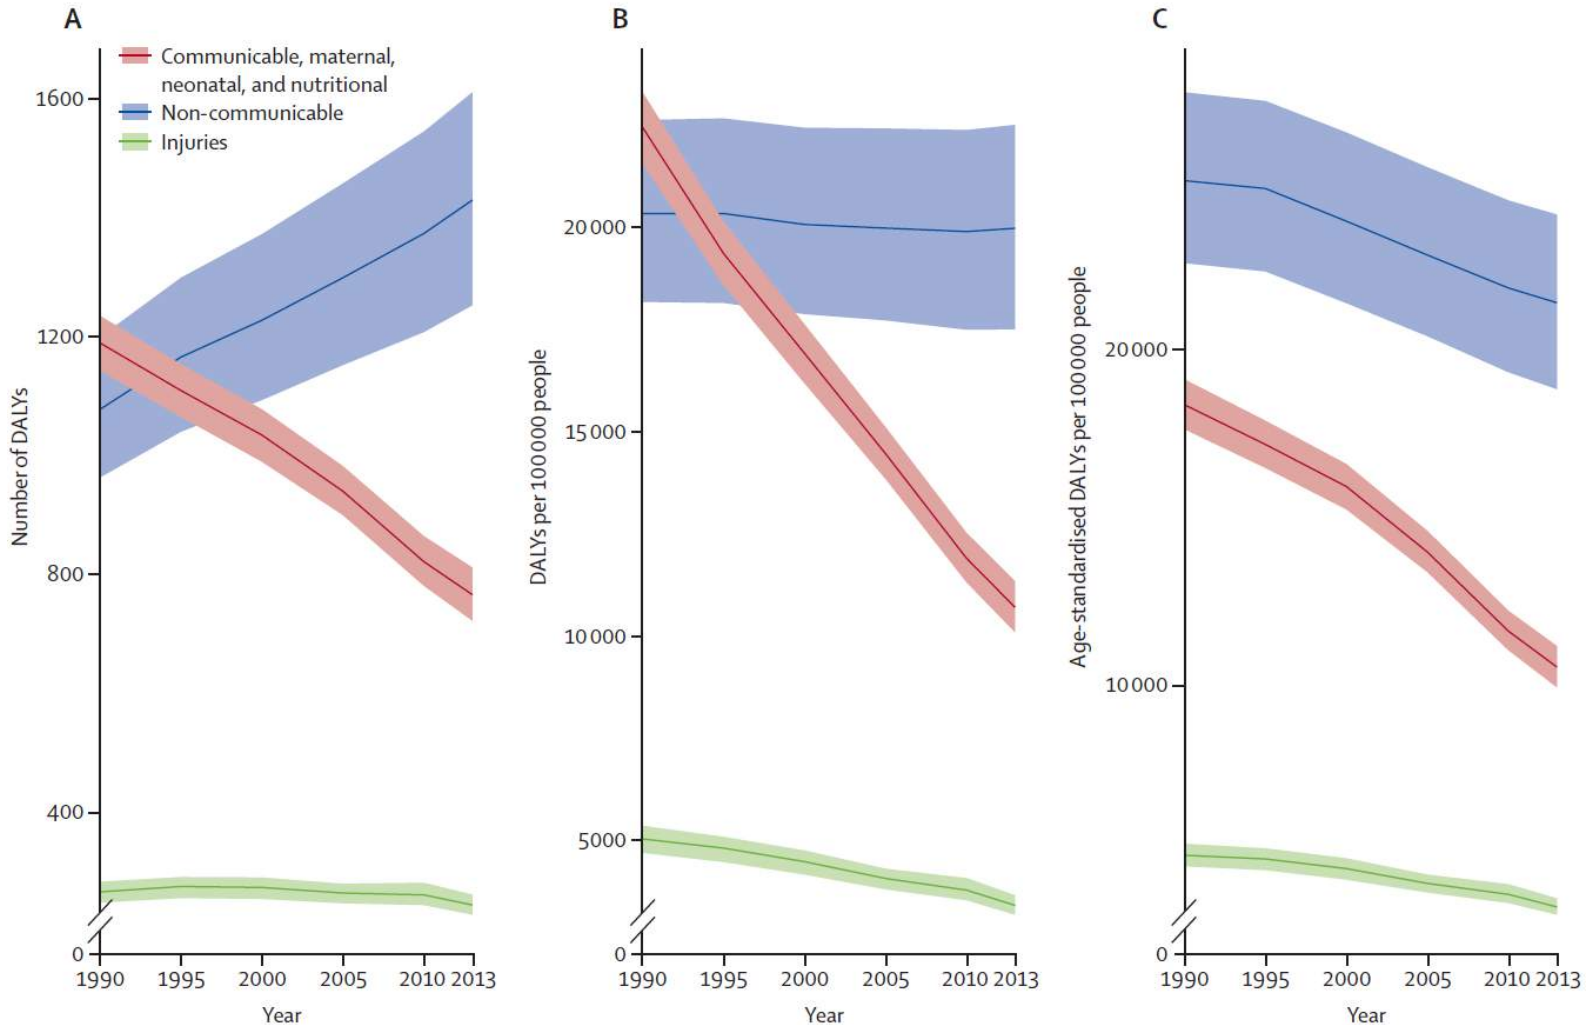 A
Communicable, maternal,
neonatal, and nutritional
Non-communicable
Injuries
1600
1200
800
400
0
Number of DALYs
1990 1995 2000 2005 2010 2013
Year
B
20 000
15 000
10 000
5000
0
DALYs per 100 000 people
1990 1995 2000 2005 2010 2013
Year
C
20 000
10 000
0
Age-standardised DALYs per 100 000 people
1990 1995 2000 2005 2010 2013
Year